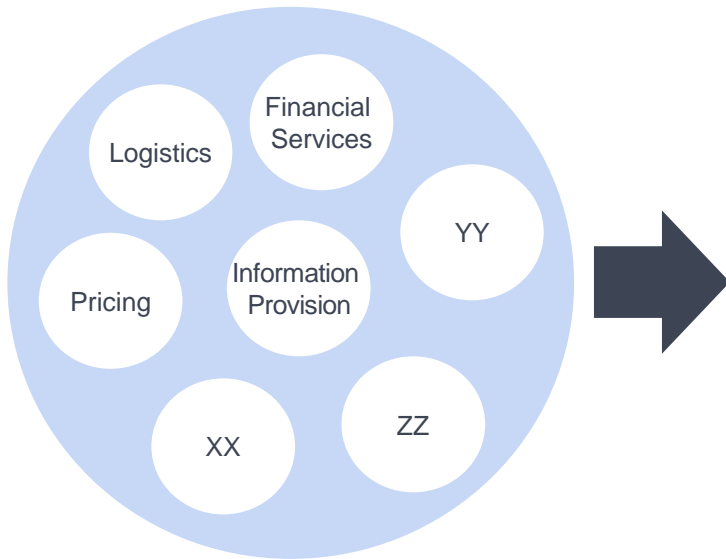 Financial
Services
Logistics
YY
Information
Provision
Pricing
ZZ
XX